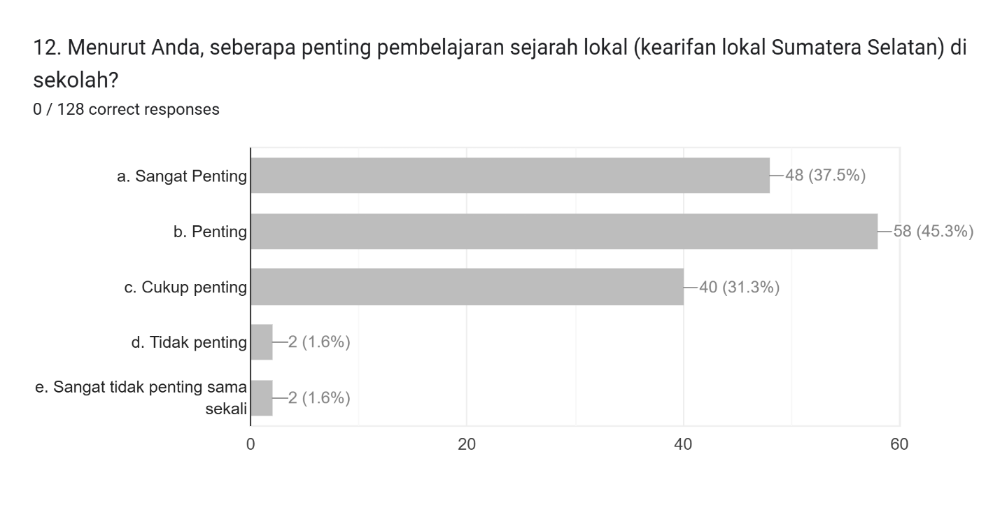 12. Menurut Anda, seberapa penting pembelajaran sejarah lokal (kearifan lokal Sumatera Selatan) di
sekolah?
0 / 128 correct responses
a. Sangat Penting
48 (37.5%)
b. Penting
58 (45.3%)
c. Cukup penting
40 (31.3%)
d. Tidak penting
2 (1.6%)
e. Sangat tidak penting sama
sekali
2 (1.6%)
0
20
40
60